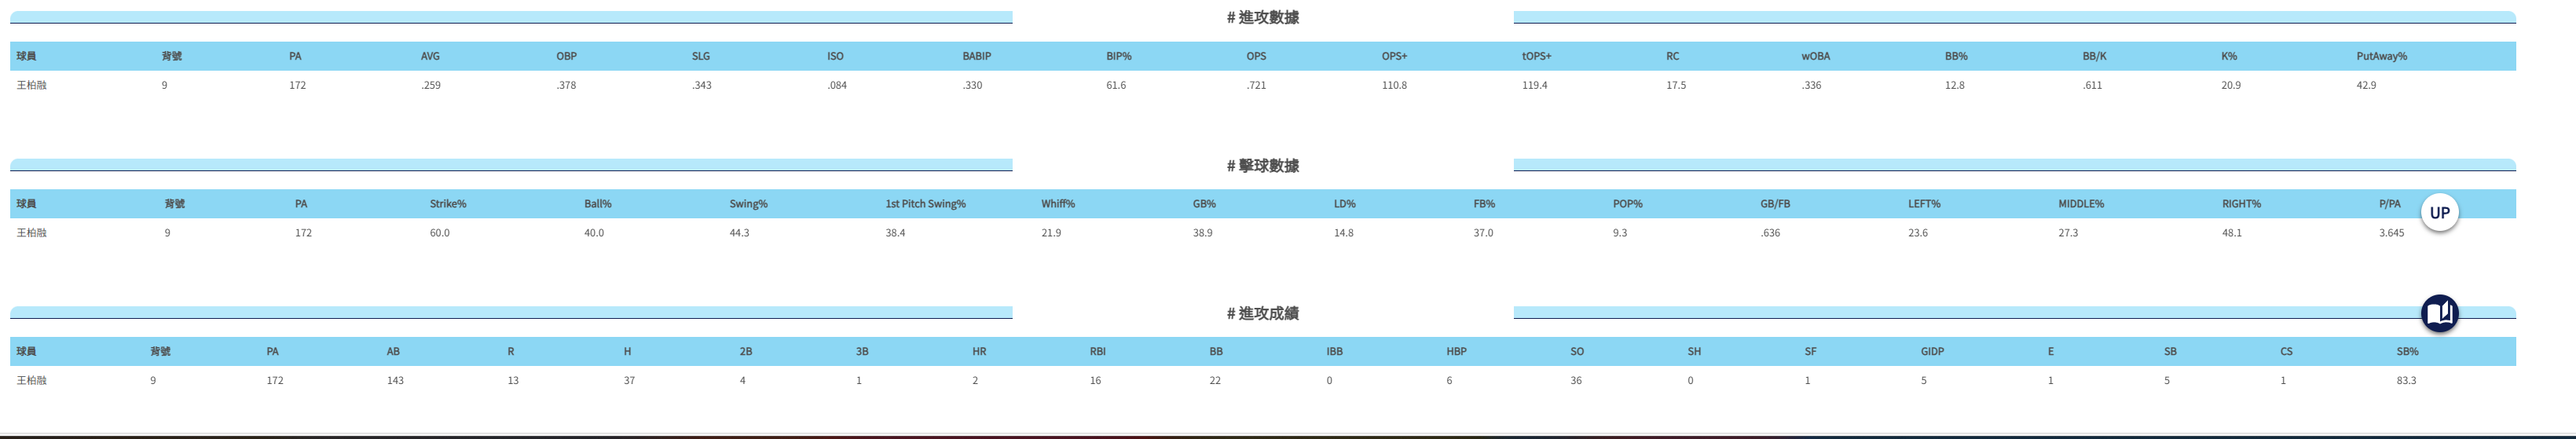 # 進攻數據
球員 背號 PA AVG OBP SLG ISO BABIP BIP% OPS OPS+ tOPS+ RC wOBA BB% BB/K K% PutAway%
王柏融 9 172 .259 .378 .343 .084 .330 61.6 .721 110.8 119.4 17.5 .336 12.8 .611 20.9 42.9
# 擊球數據
球員 背號 PA Strike% Ball% Swing% 1st Pitch Swing% Whiff% GB% LD% FB% POP% GB/FB LEFT% MIDDLE% RIGHT% P/PA
UP
王柏融 9 172 60.0 40.0 44.3 38.4 21.9 38.9 14.8 37.0 9.3 .636 23.6 27.3 48.1 3.645
# 進攻成績
球員 背號 PA AB R H 2B 3B HR RBI BB IBB HBP SO SH SF GIDP E SB CS SB%
王柏融 9 172 143 13 37 4 1 2 16 22 0 6 36 0 1 5 1 5 1 83.3